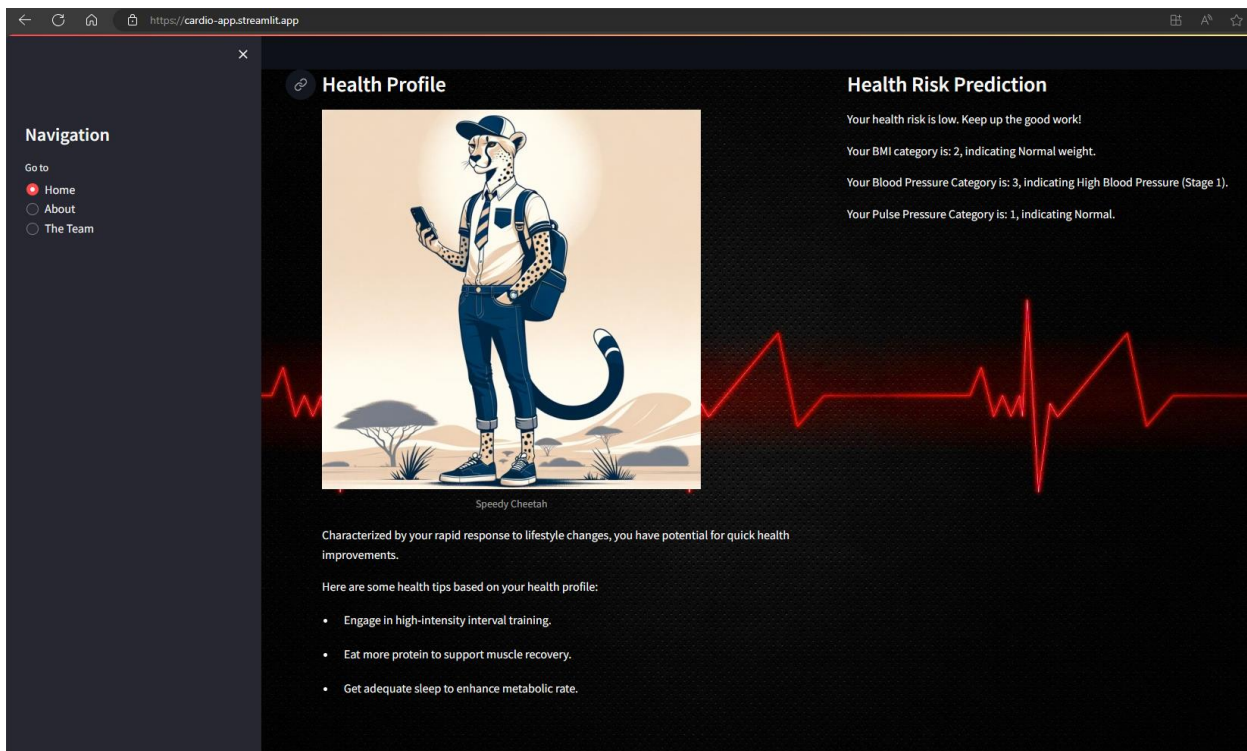 https://cardio-app.streamlit.app
Navigation
Go to
Home
About
The Team
Health Profile
Speedy Cheetah
Characterized by your rapid response to lifestyle changes, you have potential for quick health
improvements.
Here are some health tips based on your health profile:
• Engage in high-intensity interval training.
• Eat more protein to support muscle recovery.
• Get adequate sleep to enhance metabolic rate.
Health Risk Prediction
Your health risk is low. Keep up the good work!
Your BMI category is: 2, indicating Normal weight.
Your Blood Pressure Category is: 3, indicating High Blood Pressure (Stage 1).
Your Pulse Pressure Category is: 1, indicating Normal.